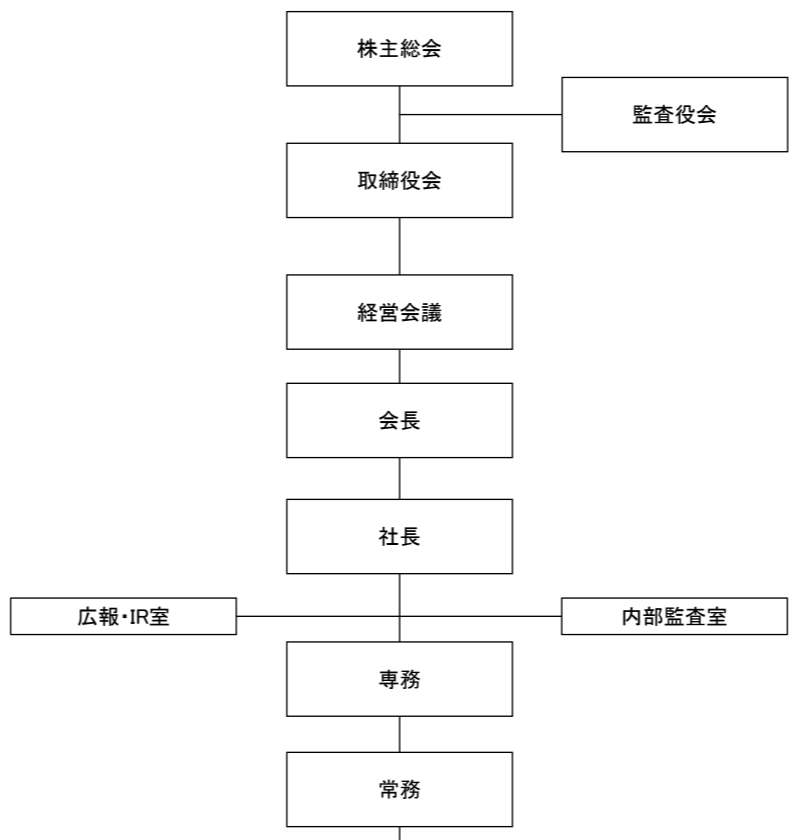 株主総会
監査役会
取締役会
経営会議
会長
社長
広報・IR室
内部監査室
専務
常務